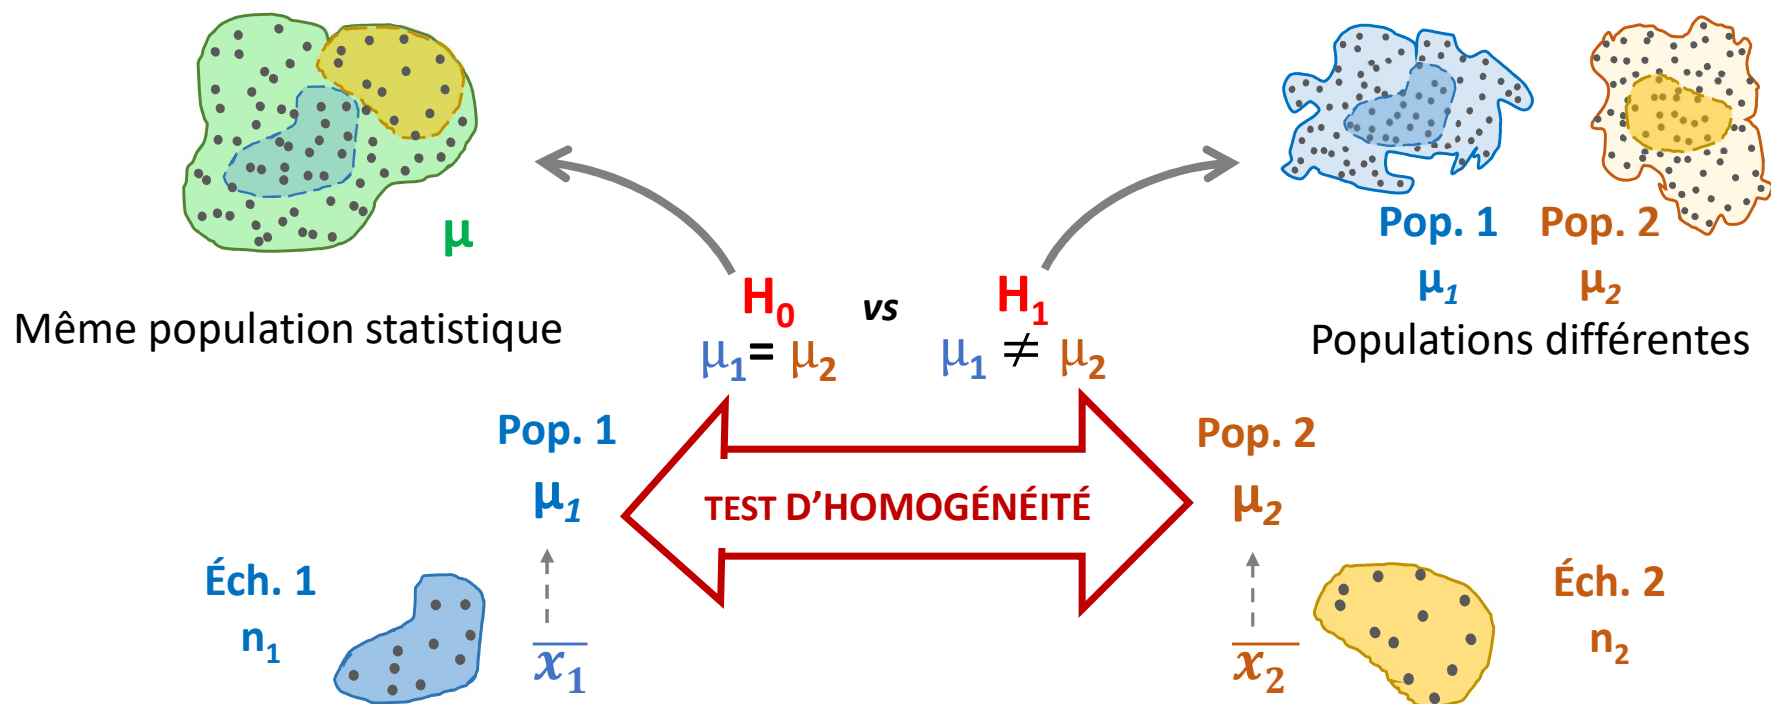 μ
Même population statistique
H₀ vs H₁
μ₁ = μ₂
μ₁ ≠ μ₂
Pop. 1
μ₁
Pop. 2
μ₂
Populations différentes
Pop. 1
μ₁
TEST D'HOMOGÉNÉITÉ
Pop. 2
μ₂
Éch. 1
n₁
x̅₁
x̅₂
Éch. 2
n₂